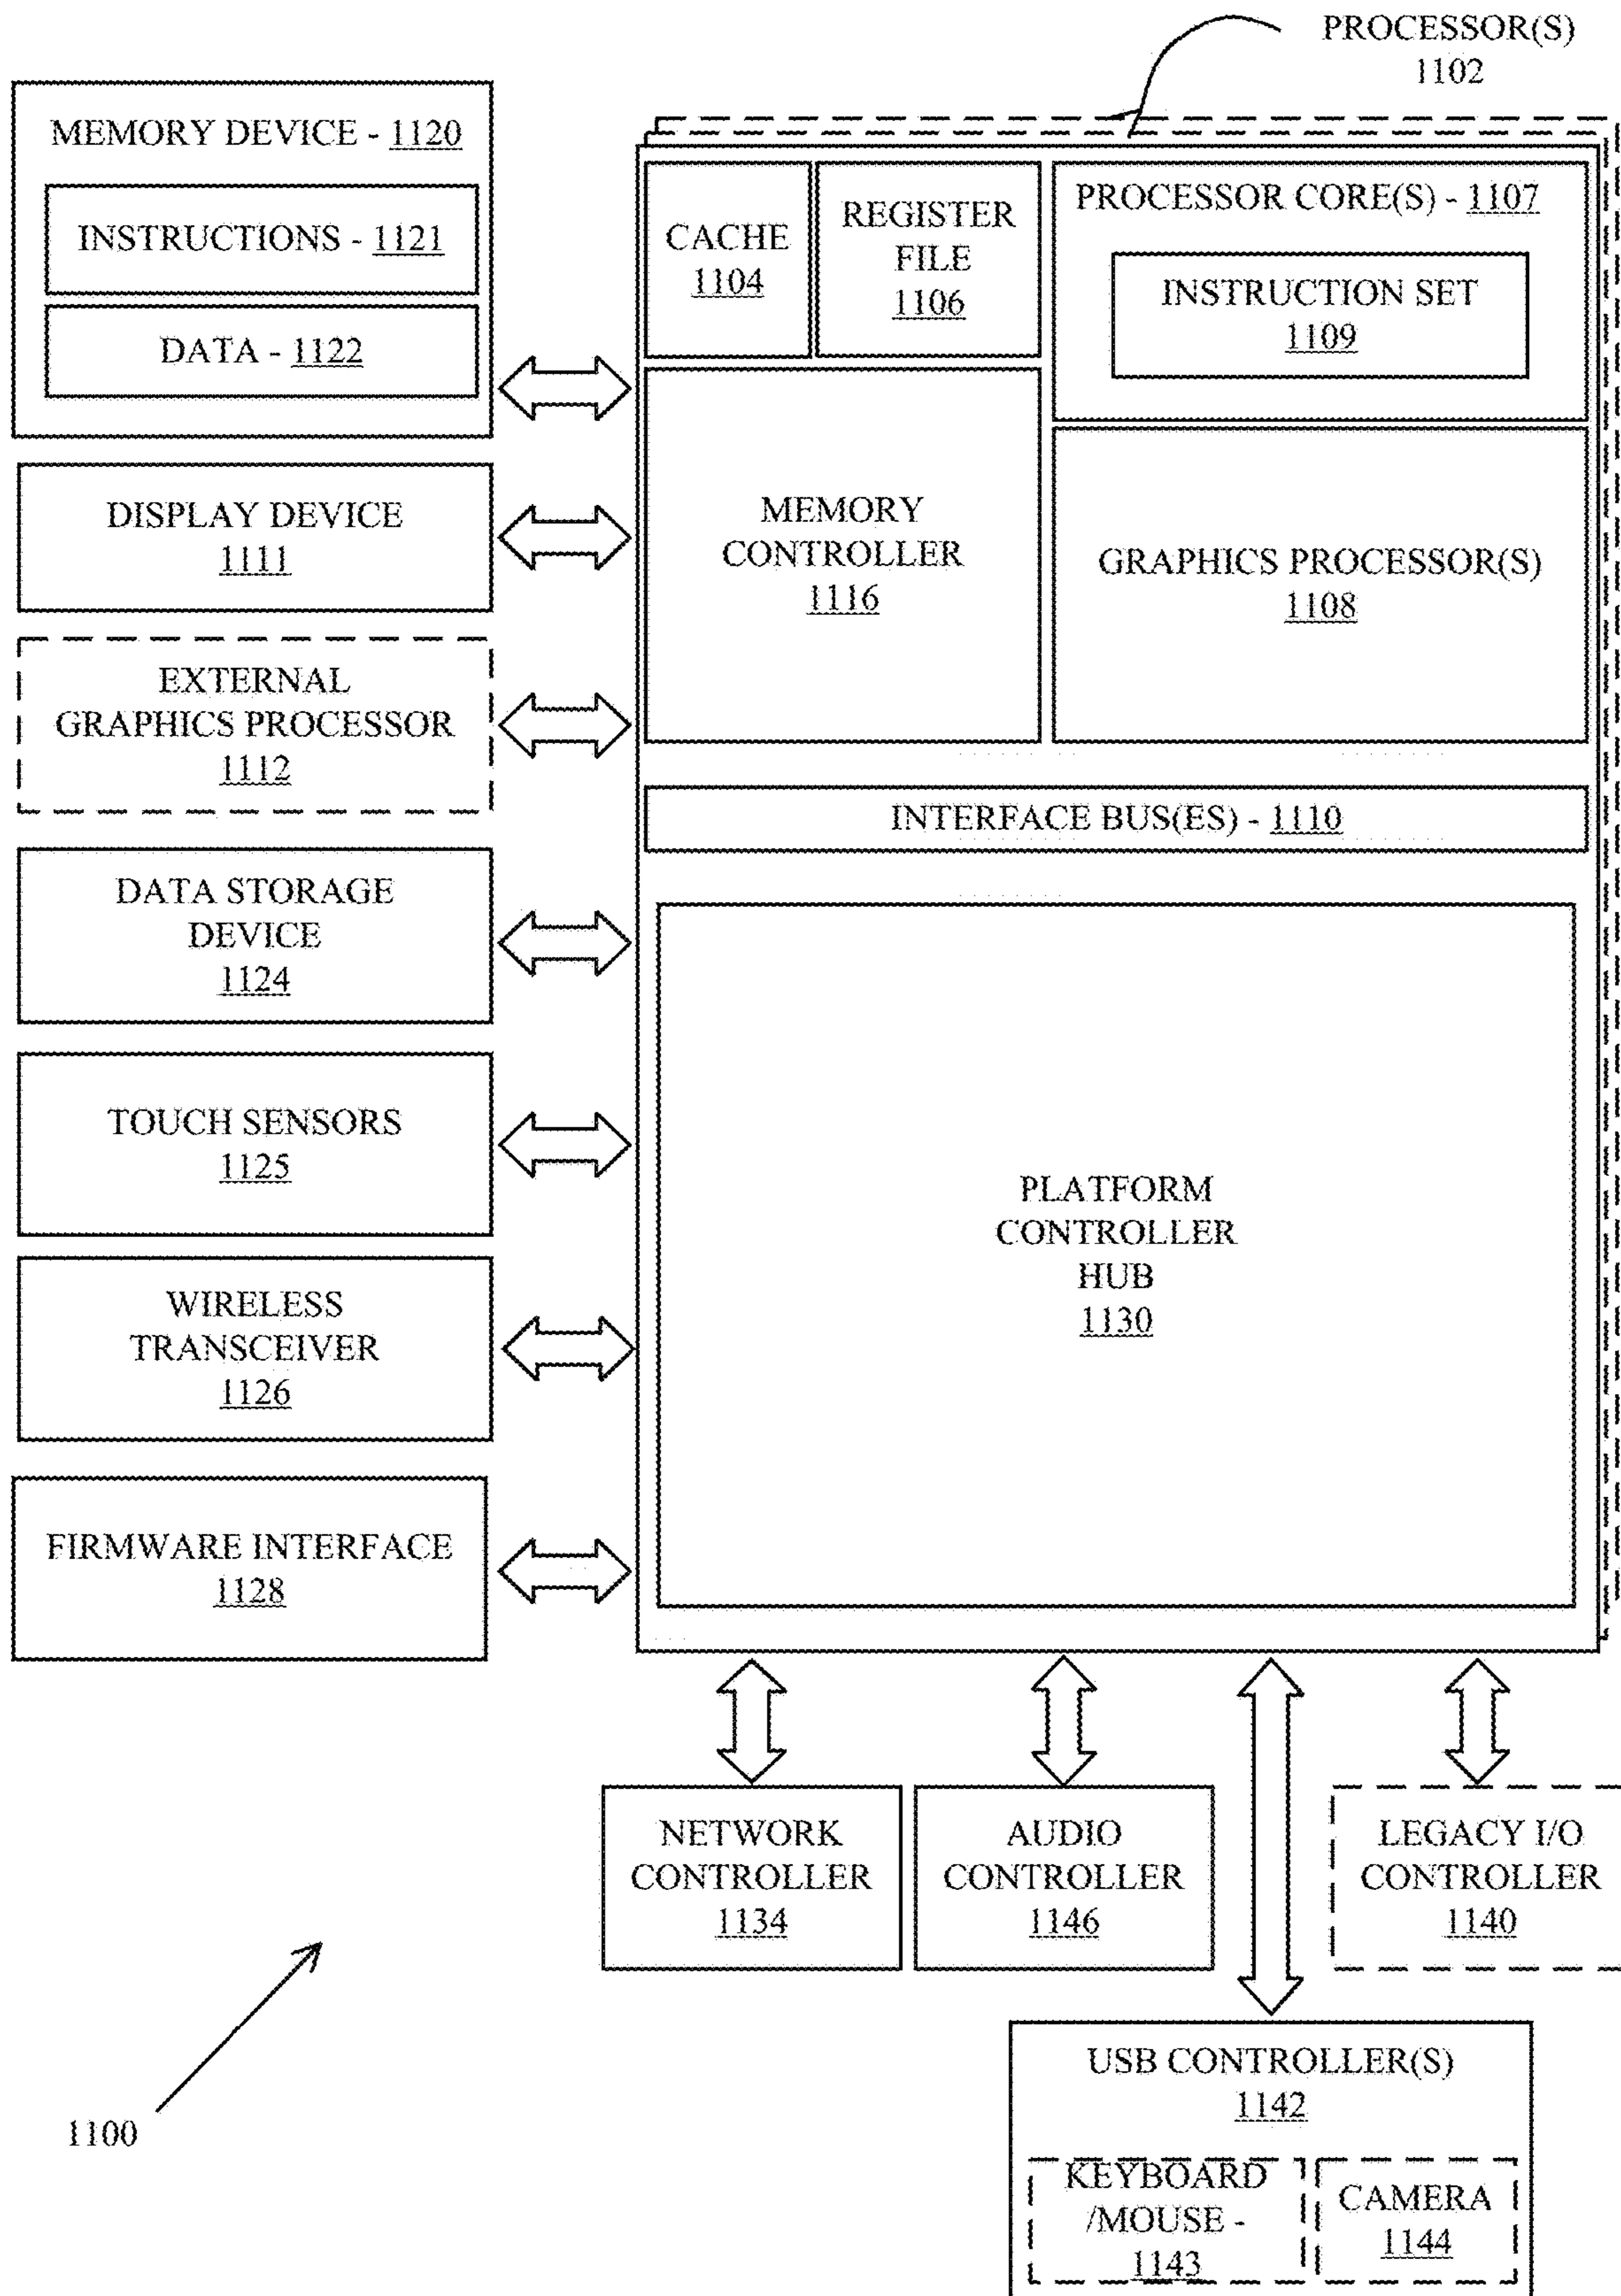 PROCESSOR(S)
1102
MEMORY DEVICE - 1120
INSTRUCTIONS - 1121
DATA - 1122
DISPLAY DEVICE
1111
EXTERNAL
GRAPHICS PROCESSOR
1112
DATA STORAGE
DEVICE
1124
TOUCH SENSORS
1125
WIRELESS
TRANSCEIVER
1126
FIRMWARE INTERFACE
1128
CACHE
1104
REGISTER
FILE
1106
PROCESSOR CORE(S) - 1107
INSTRUCTION SET
1109
MEMORY
CONTROLLER
1116
GRAPHICS PROCESSOR(S)
1108
INTERFACE BUS(ES) - 1110
PLATFORM
CONTROLLER
HUB
1130
NETWORK
CONTROLLER
1134
AUDIO
CONTROLLER
1146
LEGACY I/O
CONTROLLER
1140
USB CONTROLLER(S)
1142
KEYBOARD
/MOUSE -
1143
CAMERA
1144
1100